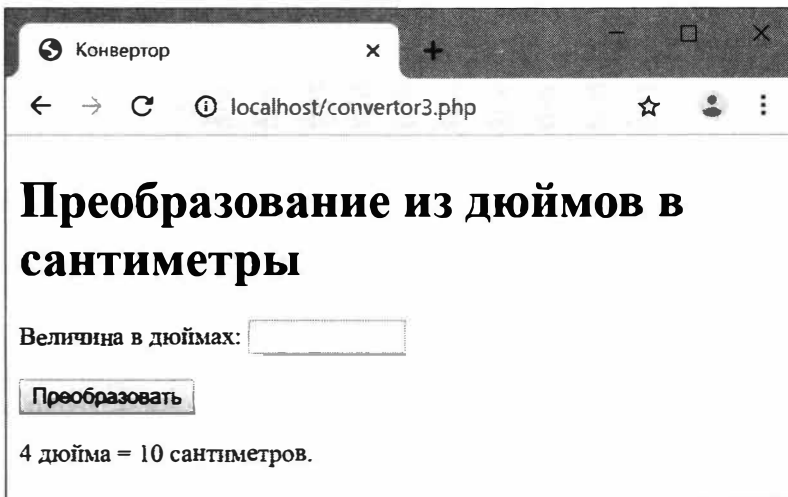 Конвертор
localhost/convertor3.php
Преобразование из дюймов в
сантиметры
Величина в дюймах:
Преобразовать
4 дюйма = 10 сантиметров.